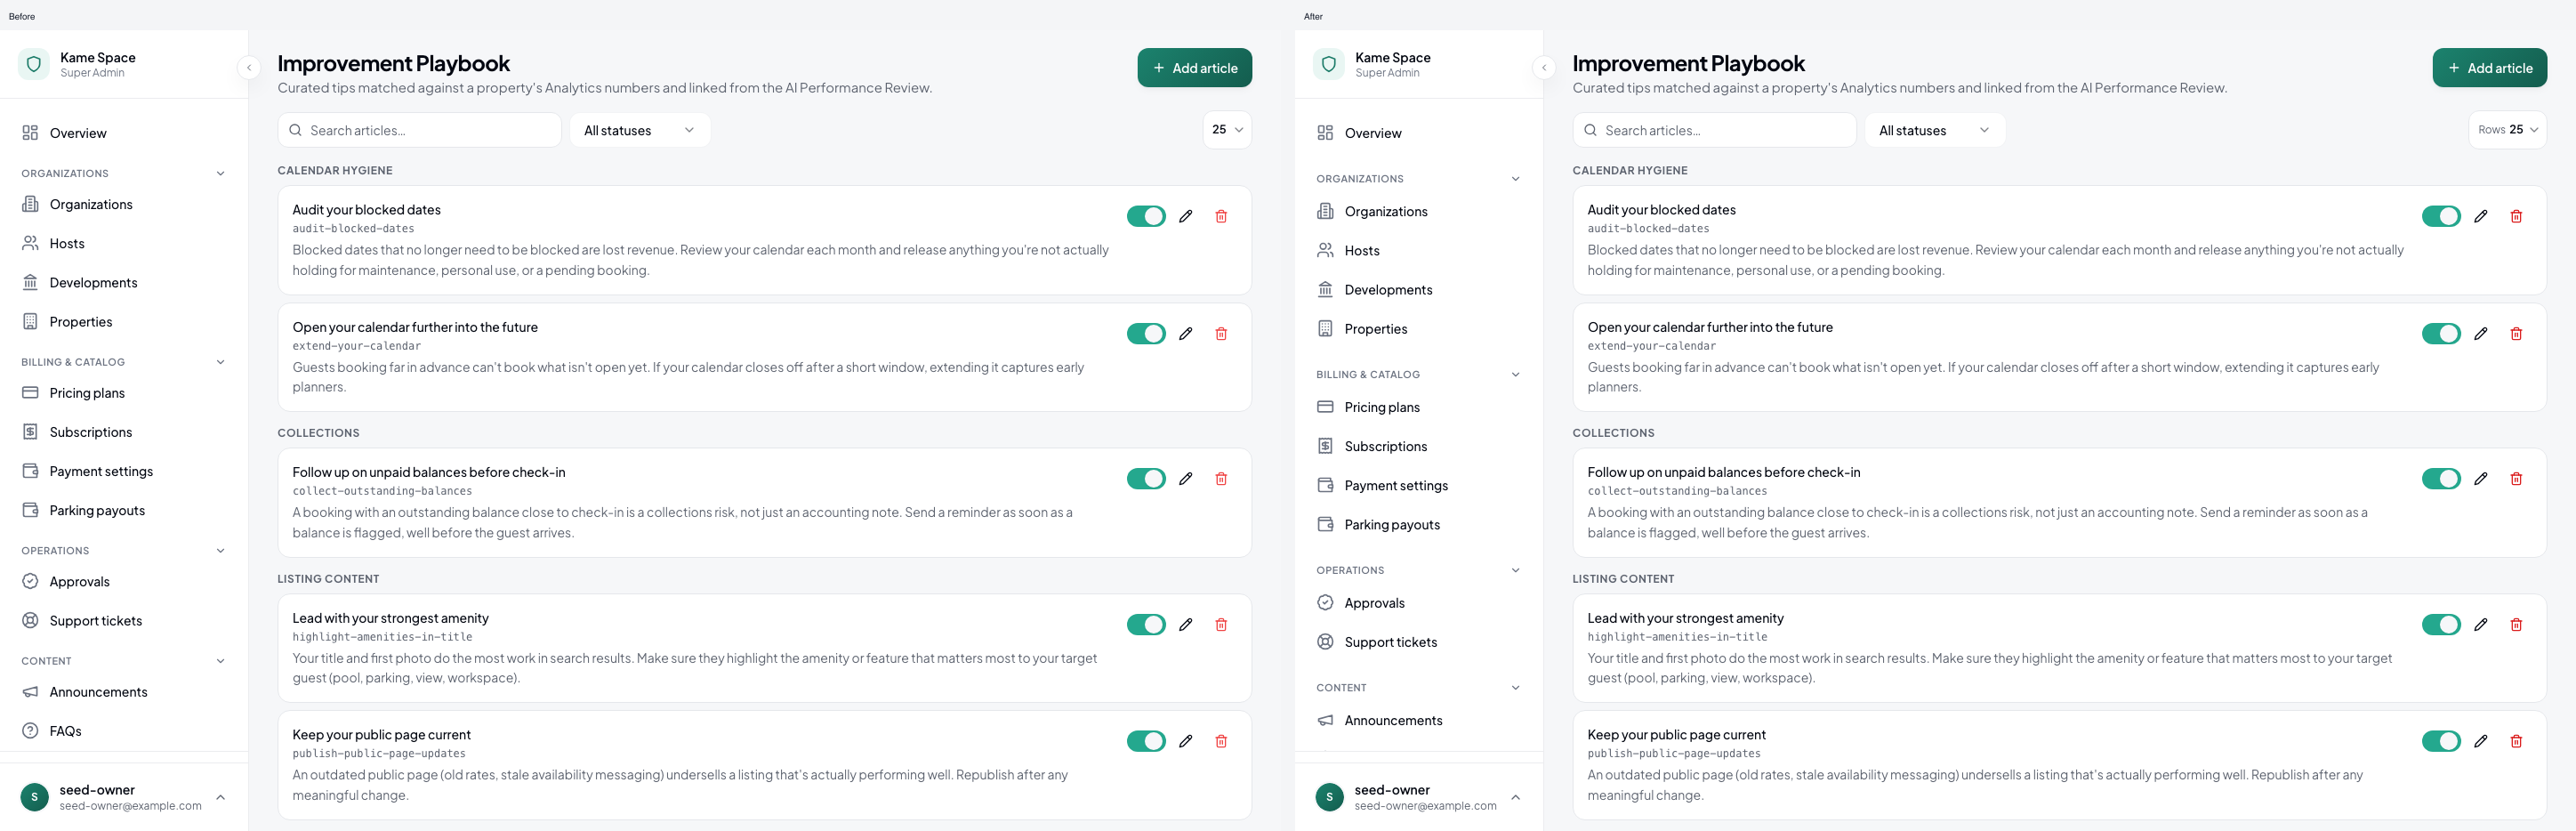 Before
Kame Space
Super Admin
Overview
ORGANIZATIONS
Organizations
Hosts
Developments
Properties
BILLING & CATALOG
Pricing plans
Subscriptions
Payment settings
Parking payouts
OPERATIONS
Approvals
Support tickets
CONTENT
Announcements
FAQs
S
seed-owner
seed-owner@example.com
Improvement Playbook
Curated tips matched against a property's Analytics numbers and linked from the AI Performance Review.
Add article
Search articles...
All statuses
25
CALENDAR HYGIENE
Audit your blocked dates
audit-blocked-dates
Blocked dates that no longer need to be blocked are lost revenue. Review your calendar each month and release anything you're not actually
holding for maintenance, personal use, or a pending booking.
Open your calendar further into the future
extend-your-calendar
Guests booking far in advance can't book what isn't open yet. If your calendar closes off after a short window, extending it captures early
planners.
COLLECTIONS
Follow up on unpaid balances before check-in
collect-outstanding-balances
A booking with an outstanding balance close to check-in is a collections risk, not just an accounting note. Send a reminder as soon as a
balance is flagged, well before the guest arrives.
LISTING CONTENT
Lead with your strongest amenity
highlight-amenities-in-title
Your title and first photo do the most work in search results. Make sure they highlight the amenity or feature that matters most to your target
guest (pool, parking, view, workspace).
Keep your public page current
publish-public-page-updates
An outdated public page (old rates, stale availability messaging) undersells a listing that's actually performing well. Republish after any
meaningful change.
After
Kame Space
Super Admin
Overview
ORGANIZATIONS
Organizations
Hosts
Developments
Properties
BILLING & CATALOG
Pricing plans
Subscriptions
Payment settings
Parking payouts
OPERATIONS
Approvals
Support tickets
CONTENT
Announcements
S
seed-owner
seed-owner@example.com
Improvement Playbook
Curated tips matched against a property's Analytics numbers and linked from the AI Performance Review.
Add article
Search articles...
All statuses
Rows 25
CALENDAR HYGIENE
Audit your blocked dates
audit-blocked-dates
Blocked dates that no longer need to be blocked are lost revenue. Review your calendar each month and release anything you're not actually
holding for maintenance, personal use, or a pending booking.
Open your calendar further into the future
extend-your-calendar
Guests booking far in advance can't book what isn't open yet. If your calendar closes off after a short window, extending it captures early
planners.
COLLECTIONS
Follow up on unpaid balances before check-in
collect-outstanding-balances
A booking with an outstanding balance close to check-in is a collections risk, not just an accounting note. Send a reminder as soon as a
balance is flagged, well before the guest arrives.
LISTING CONTENT
Lead with your strongest amenity
highlight-amenities-in-title
Your title and first photo do the most work in search results. Make sure they highlight the amenity or feature that matters most to your target
guest (pool, parking, view, workspace).
Keep your public page current
publish-public-page-updates
An outdated public page (old rates, stale availability messaging) undersells a listing that's actually performing well. Republish after any
meaningful change.